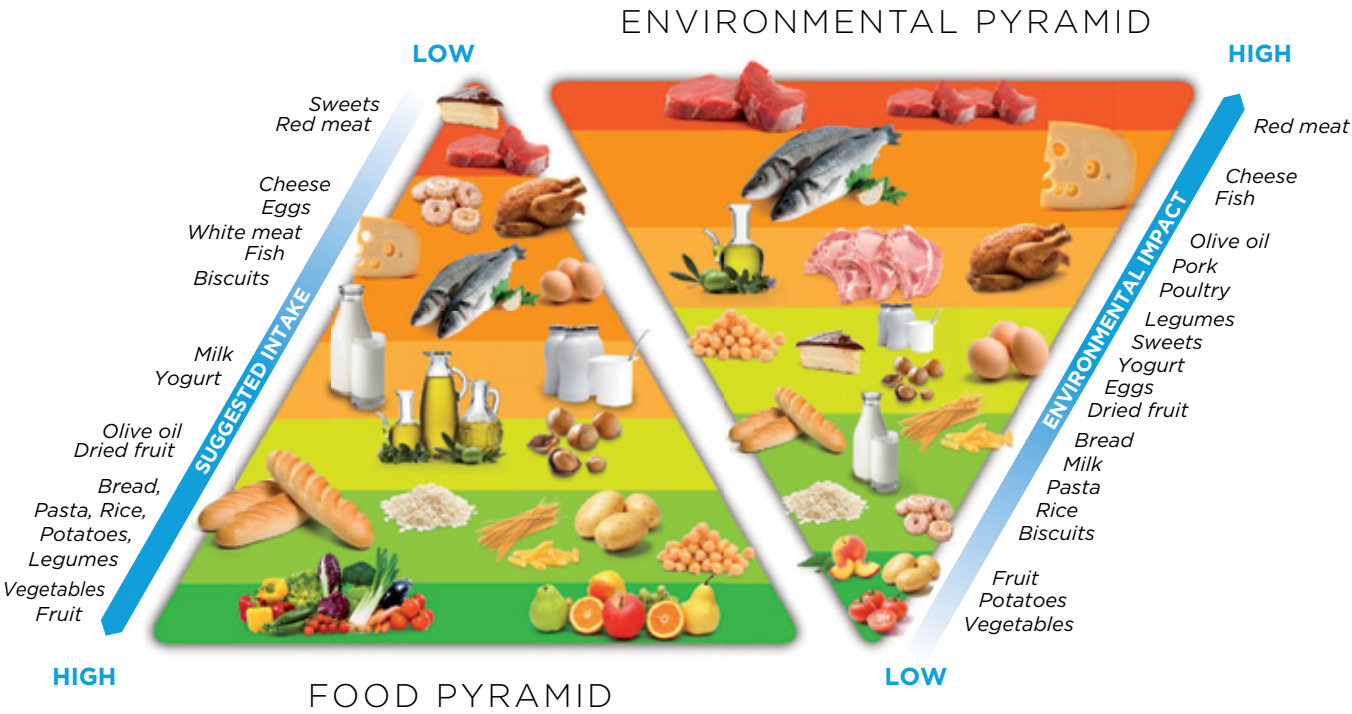 ENVIRONMENTAL PYRAMID
LOW
HIGH
Sweets
Red meat
Cheese
Eggs
White meat
Fish
Biscuits
Milk
Yogurt
Olive oil
Dried fruit
Bread,
Pasta, Rice,
Potatoes,
Legumes
Vegetables
Fruit
SUGGESTED INTAKE
Red meat
Cheese
Fish
Olive oil
Pork
Poultry
Legumes
Sweets
Yogurt
Eggs
Dried fruit
Bread
Milk
Pasta
Rice
Biscuits
Fruit
Potatoes
Vegetables
ENVIRONMENTAL IMPACT
HIGH
LOW
FOOD PYRAMID